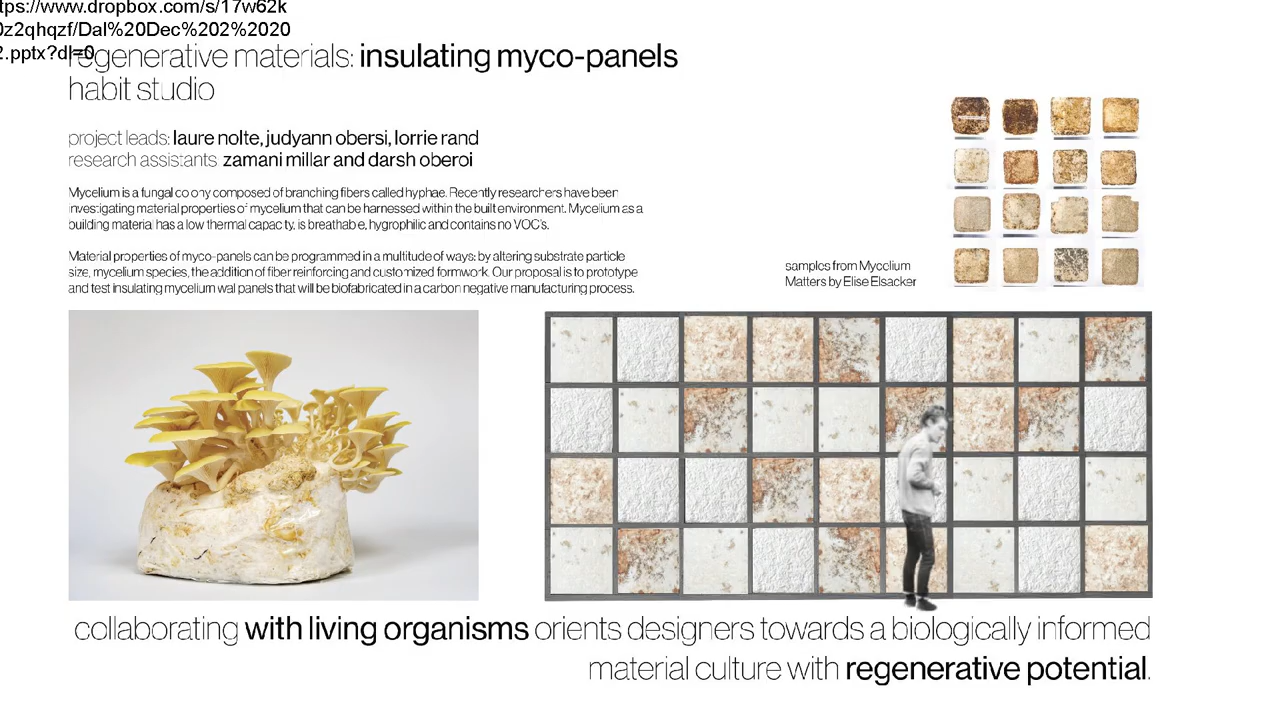 tps://www.dropbox.com/s/17w62k
0z2qhqzf/Dal%20Dec%202%2020
2.pptx?dl=0
regenerative materials: insulating myco-panels
habit studio
project leads: laure nolte, judyann obersi, lorrie rand
research assistants zamani millar and darsh oberoi
Mycelium is a fungal co ony composed of branching fibers called hyphae. Recently researchers have been
investigating material properties of mycelium that can be harnessed within the built environment. Mycelium as a
building material has a low thermal capac ty, is breathab e, hygrophilic and contains no VOC's.
Material properties of myco-panels can be programmed in a multitude of ways: by altering substrate particle
size, mycelium species, the addition of fiber reinforcing and customized formwork. Our proposal is to prototype
and test insulating mycelium wal panels that will be biofabricated in a carbon negative manufacturing process.
samples from Mycolium
Matters by Elise Elsacker
collaborating with living organisms orients designers towards a biologically informed
material culture with regenerative potential.